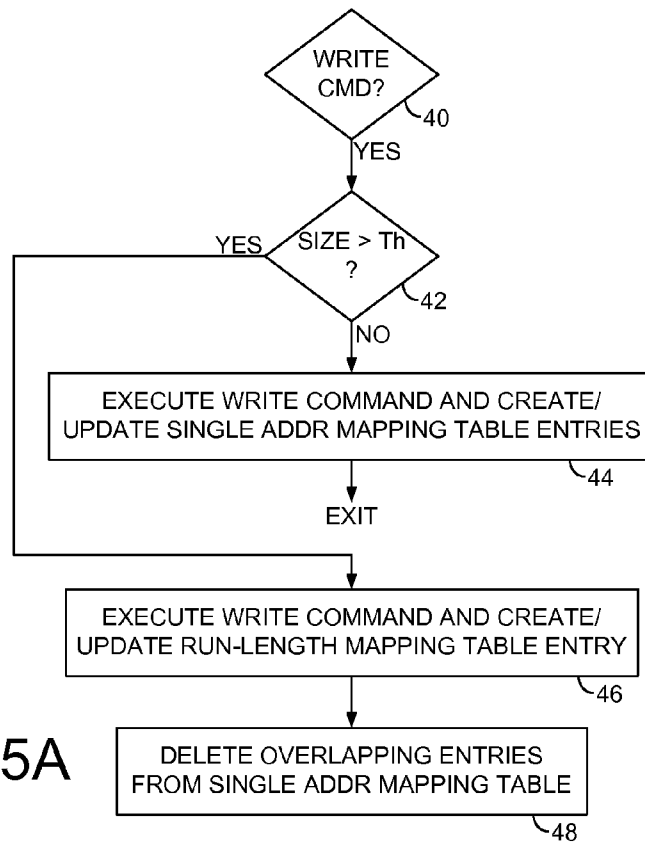 WRITE
CMD?
40
YES
YES
SIZE > Th
?
42
NO
EXECUTE WRITE COMMAND AND CREATE/
UPDATE SINGLE ADDR MAPPING TABLE ENTRIES
44
EXIT
EXECUTE WRITE COMMAND AND CREATE/
UPDATE RUN-LENGTH MAPPING TABLE ENTRY
46
5A
DELETE OVERLAPPING ENTRIES
FROM SINGLE ADDR MAPPING TABLE
48